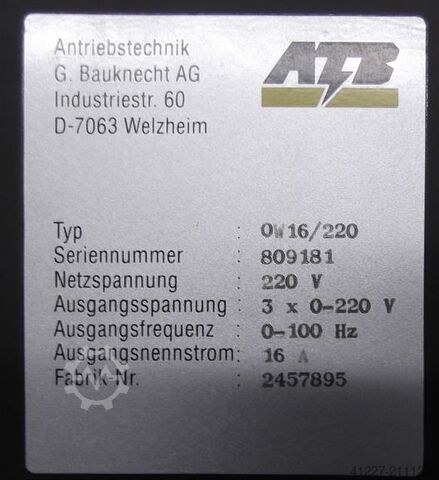 Antriebstechnik
G. Bauknecht AG
Industriestr. 60
D-7063 Welzheim
ATB
Typ : OW16/220
Seriennummer : 809181
Netzspannung : 220 V
Ausgangsspannung : 3 x 0-220 V
Ausgangsfrequenz : 0-100 Hz
Ausgangsnennstrom: 16 A
Fabrik-Nr. : 2457895